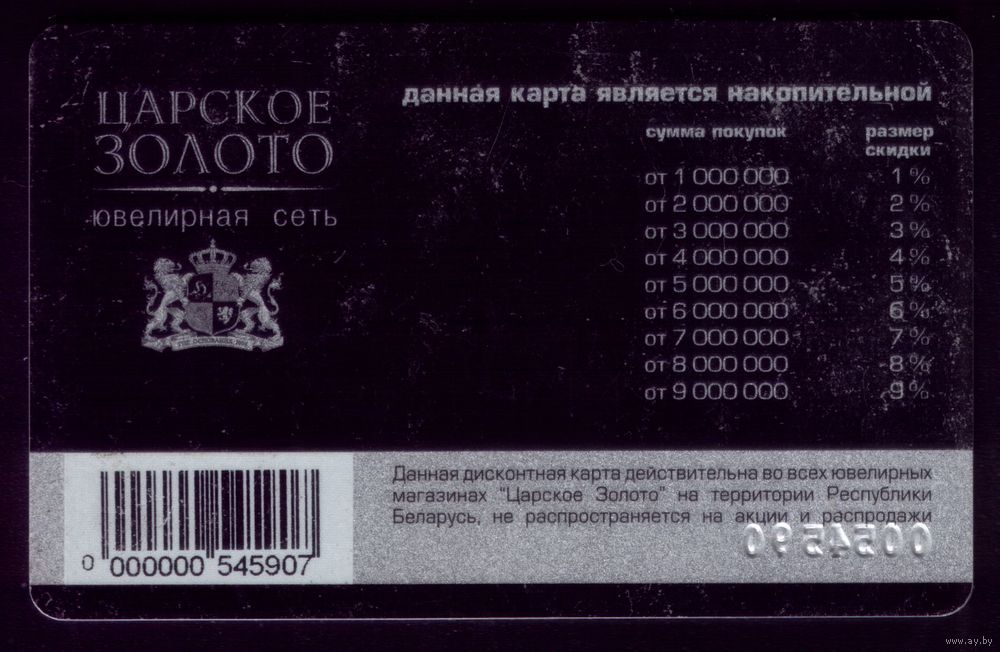 ЦАРСКОЕ
ЗОЛОТО
ювелирная сеть
данная карта является накопительной
сумма покупок размер скидки
от 1 000 000 1 %
от 2 000 000 2 %
от 3 000 000 3 %
от 4 000 000 4 %
от 5 000 000 5 %
от 6 000 000 6 %
от 7 000 000 7 %
от 8 000 000 8 %
от 9 000 000 9 %
Данная дисконтная карта действительна во всех ювелирных
магазинах "Царское Золото" на территории Республики
Беларусь, не распространяется на акции и распродажи
0 000000 545907
www.ay.by